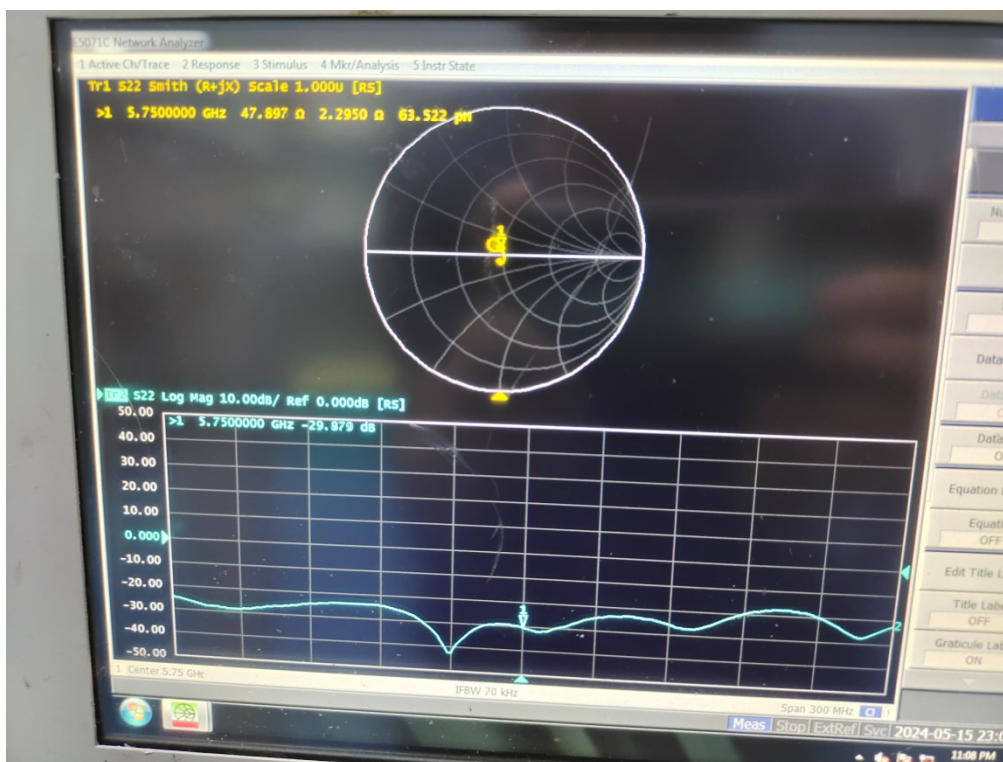 E5071C Network Analyzer
1 Active Ch/Trace 2 Response 3 Stimulus 4 Mkr/Analysis 5 Instr State
Tr1 S22 Smith (R+jX) Scale 1.000U [RS]
>1 5.7500000 GHz 47.897 Ω 2.2950 Ω 63.522 pH
1
Tr2 S22 Log Mag 10.00dB/ Ref 0.000dB [RS]
50.00
>1 5.7500000 GHz -29.879 dB
40.00
30.00
20.00
10.00
0.000
-10.00
-20.00
-30.00
-40.00
-50.00
1
2
1 Center 5.75 GHz
IFBW 70 kHz
Span 300 MHz
Meas Stop ExtRef Svc 2024-05-15 23:0
11:08 PM
Data
Data
Equation
OFF
Edit Title
Title
OFF
Graticule
ON